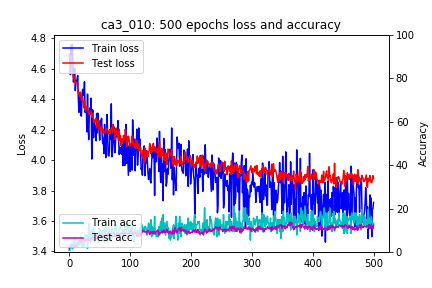 ca3_010: 500 epochs loss and accuracy
4.8
4.6
4.4
4.2
4.0
3.8
3.6
3.4
Loss
Train loss
Test loss
Train acc
Test acc
100
80
60
40
20
0
Accuracy
0
100
200
300
400
500